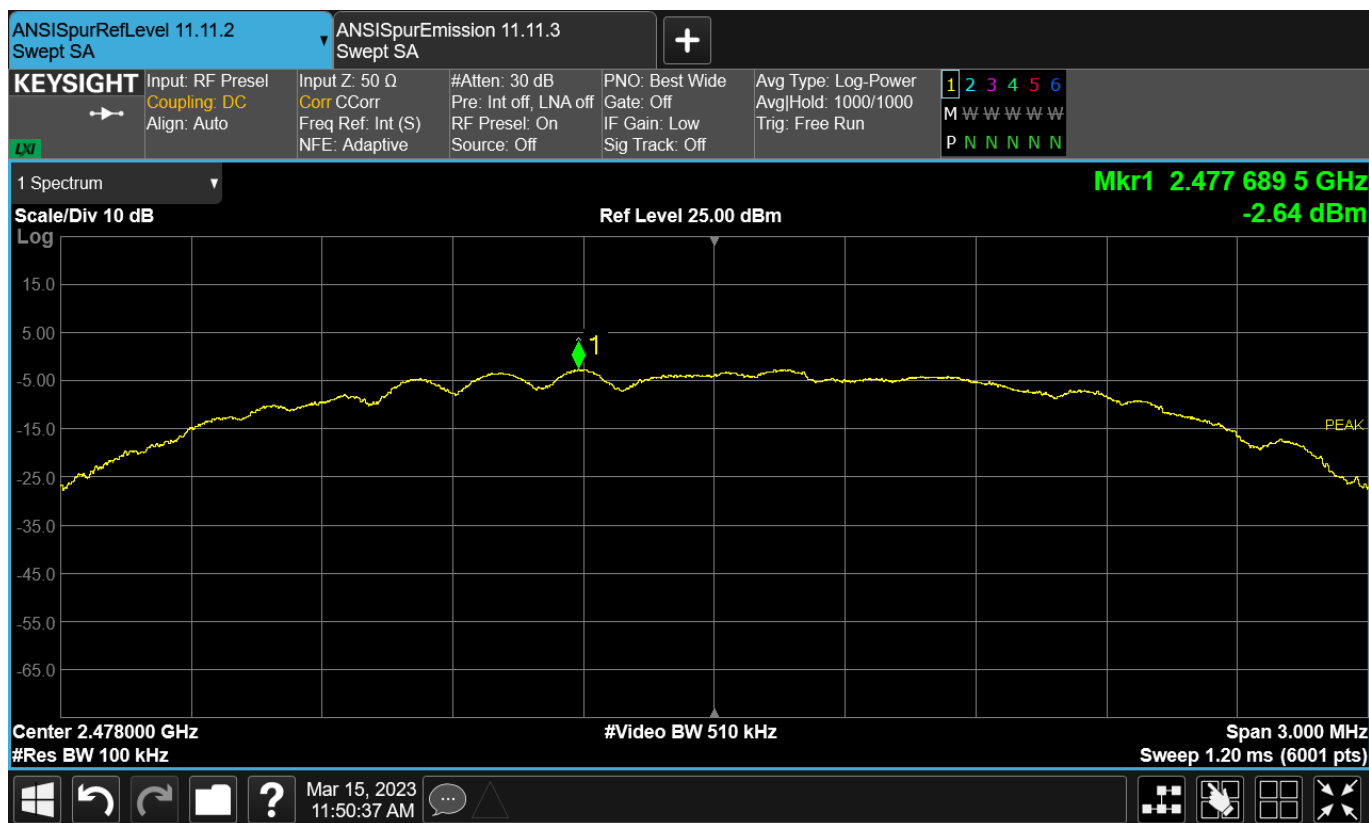 ANSISpurRefLevel 11.11.2
Swept SA
ANSISpurEmission 11.11.3
Swept SA
KEYSIGHT
LXI
Input: RF Presel
Coupling: DC
Align: Auto
Input Z: 50 Ω
Corr CCorr
Freq Ref: Int (S)
NFE: Adaptive
#Atten: 30 dB
Pre: Int off, LNA off
RF Presel: On
Source: Off
PNO: Best Wide
Gate: Off
IF Gain: Low
Sig Track: Off
Avg Type: Log-Power
Avg|Hold: 1000/1000
Trig: Free Run
1 2 3 4 5 6
M W W W W W W
P N N N N N
1 Spectrum
Mkr1 2.477 689 5 GHz
-2.64 dBm
Scale/Div 10 dB
Ref Level 25.00 dBm
Log
15.0
5.00
1
-5.00
-15.0
PEAK
-25.0
-35.0
-45.0
-55.0
-65.0
Center 2.478000 GHz
#Video BW 510 kHz
Span 3.000 MHz
#Res BW 100 kHz
Sweep 1.20 ms (6001 pts)
?
Mar 15, 2023
11:50:37 AM